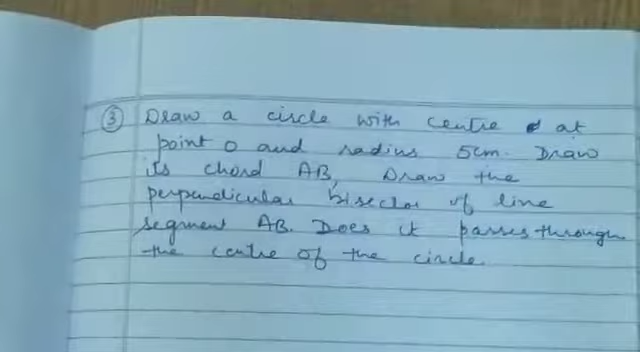 ③ Draw a circle with centre at
point O and radius 5cm. Draw
its chord AB, Draw the
perpendicular bisector of line
segment AB. Does it passes through
the centre of the circle.